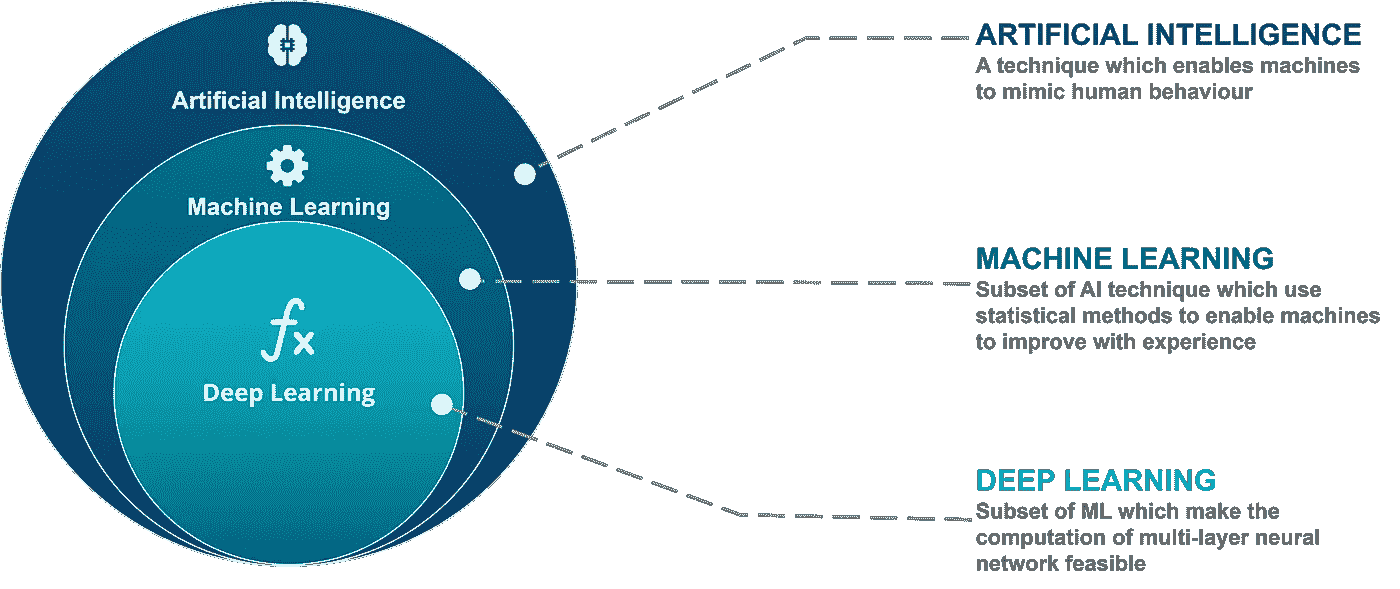 Artificial Intelligence
Machine Learning
fx
Deep Learning
ARTIFICIAL INTELLIGENCE
A technique which enables machines
to mimic human behaviour
MACHINE LEARNING
Subset of AI technique which use
statistical methods to enable machines
to improve with experience
DEEP LEARNING
Subset of ML which make the
computation of multi-layer neural
network feasible